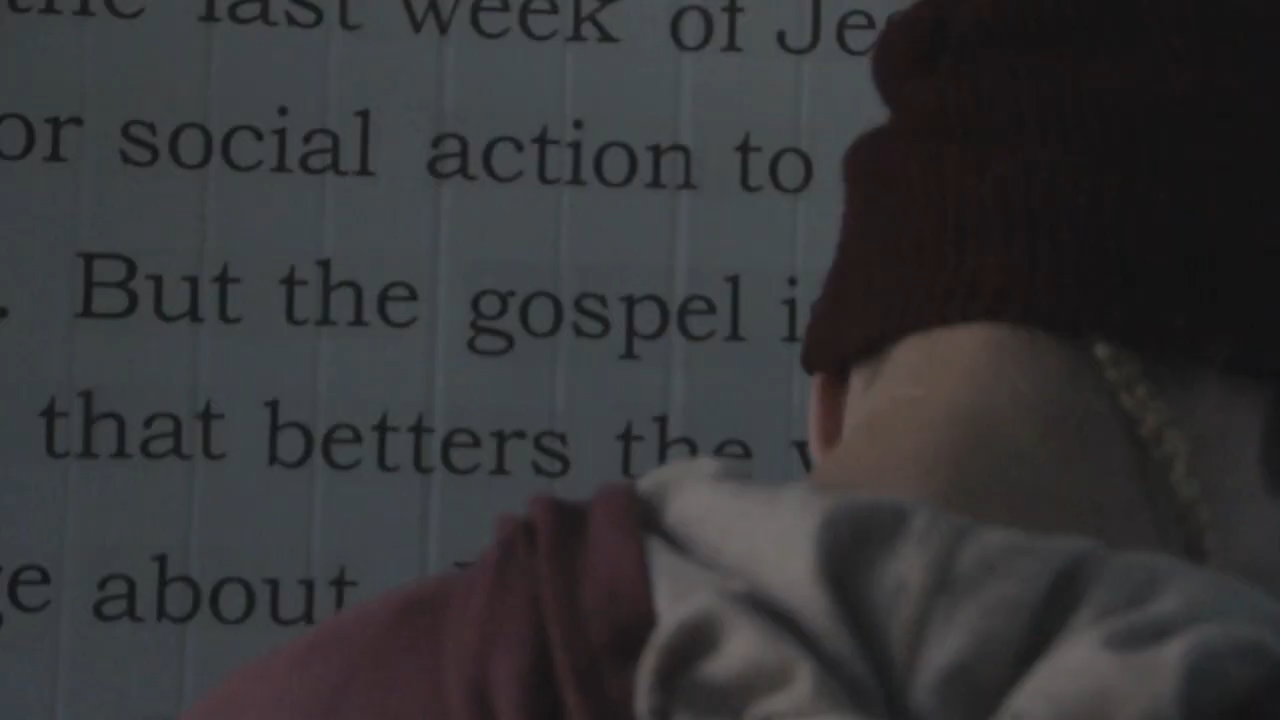 the last week of Je
or social action to
. But the gospel i
that betters the
ge about